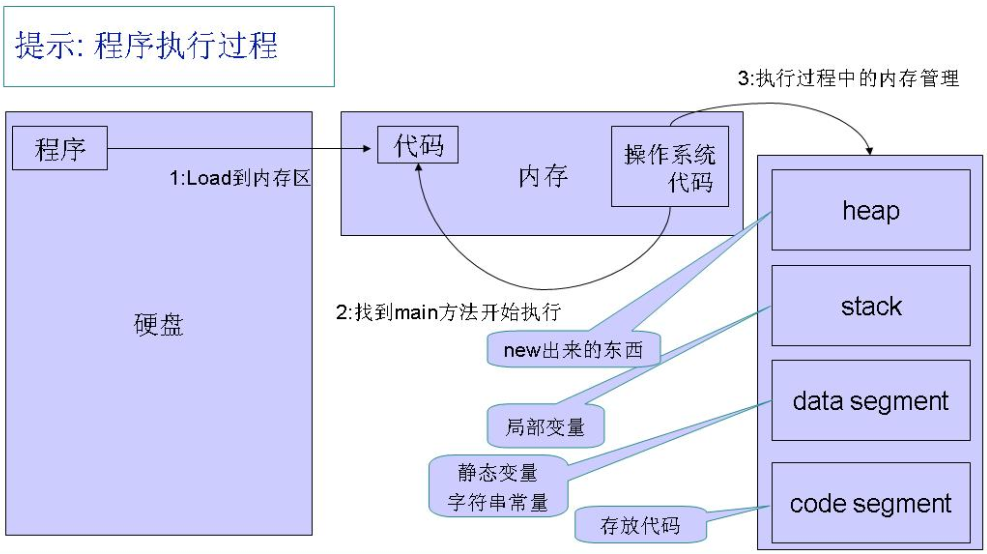 提示: 程序执行过程
3:执行过程中的内存管理
程序
代码
操作系统
代码
内存
1:Load到内存区
heap
stack
2:找到main方法开始执行
硬盘
new出来的东西
data segment
局部变量
静态变量
字符串常量
code segment
存放代码